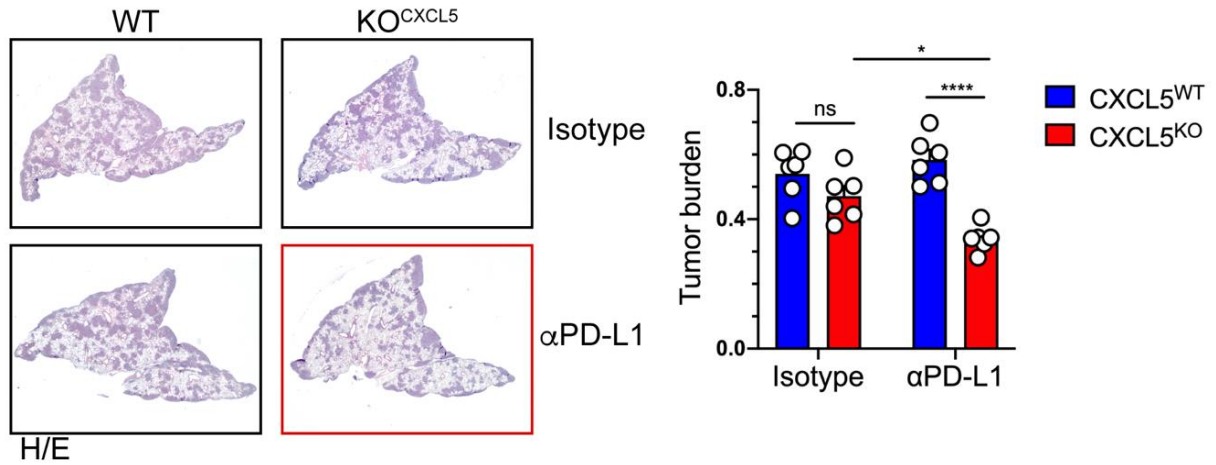 WT
KO^CXCL5
Isotype
αPD-L1
H/E
*
****
ns
0.8
0.4
0.0
Tumor burden
Isotype
αPD-L1
CXCL5^WT
CXCL5^KO